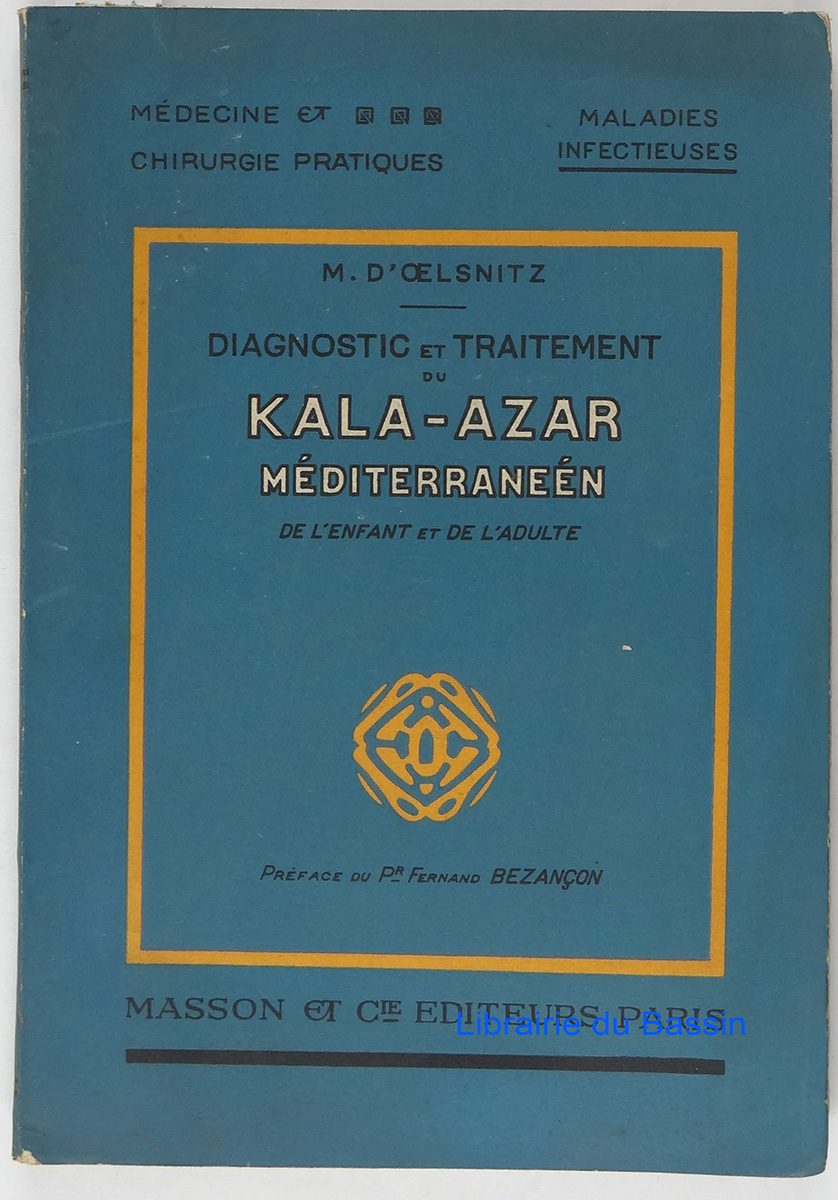 MÉDECINE ET
CHIRURGIE PRATIQUES
MALADIES
INFECTIEUSES
M. D'ŒLSNITZ
DIAGNOSTIC ET TRAITEMENT
DU
KALA-AZAR
MÉDITERRANEÉN
DE L'ENFANT ET DE L'ADULTE
PRÉFACE DU PR FERNAND BEZANÇON
MASSON ET CIE EDITEURS PARIS
Librairie du Bassin